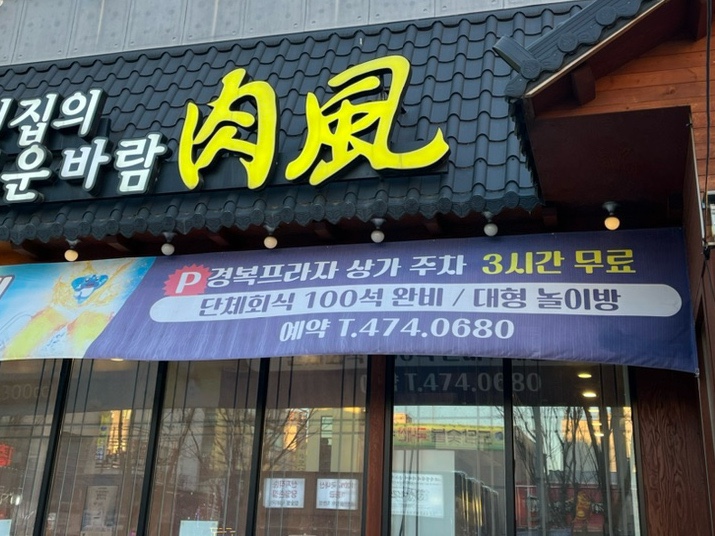 집의
운바람
肉風
P 경복프라자 상가 주차 3시간 무료
단체회식 100석 완비 / 대형 놀이방
예약 T.474.0680
T.474.0680